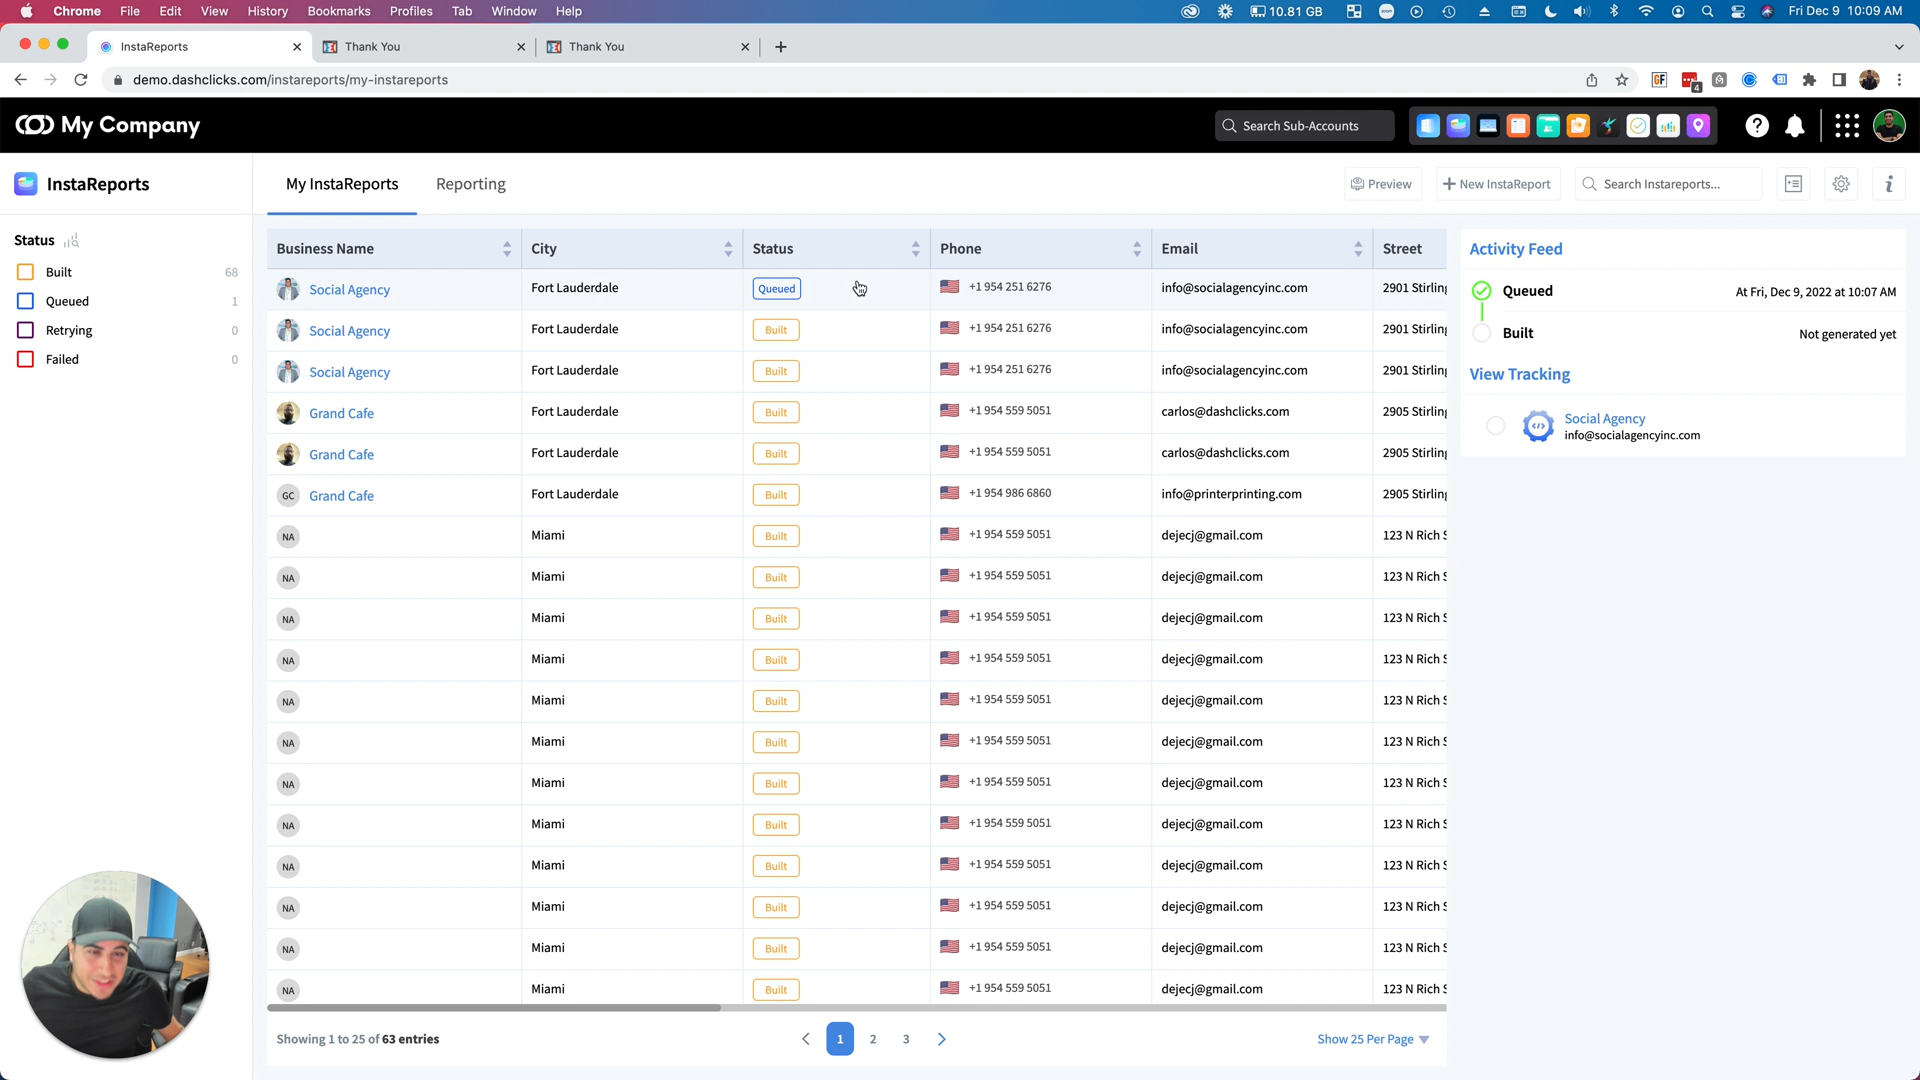 Chrome File Edit View History Bookmarks Profiles Tab Window Help 10.81 GB Fri Dec 9 10:09 AM
InstaReports Thank You Thank You
demo.dashclicks.com/instareports/my-instareports
My Company Search Sub-Accounts
InstaReports My InstaReports Reporting Preview New InstaReport Search Instareports...
Status
Built 68
Queued 1
Retrying 0
Failed 0
Business Name City Status Phone Email Street
Social Agency Fort Lauderdale Queued +1 954 251 6276 info@socialagencyinc.com 2901 Stirling
Social Agency Fort Lauderdale Built +1 954 251 6276 info@socialagencyinc.com 2901 Stirling
Social Agency Fort Lauderdale Built +1 954 251 6276 info@socialagencyinc.com 2901 Stirling
Grand Cafe Fort Lauderdale Built +1 954 559 5051 carlos@dashclicks.com 2905 Stirling
Grand Cafe Fort Lauderdale Built +1 954 559 5051 carlos@dashclicks.com 2905 Stirling
GC Grand Cafe Fort Lauderdale Built +1 954 986 6860 info@printerprinting.com 2905 Stirling
NA Miami Built +1 954 559 5051 dejecj@gmail.com 123 N Rich S
NA Miami Built +1 954 559 5051 dejecj@gmail.com 123 N Rich S
NA Miami Built +1 954 559 5051 dejecj@gmail.com 123 N Rich S
NA Miami Built +1 954 559 5051 dejecj@gmail.com 123 N Rich S
NA Miami Built +1 954 559 5051 dejecj@gmail.com 123 N Rich S
NA Miami Built +1 954 559 5051 dejecj@gmail.com 123 N Rich S
NA Miami Built +1 954 559 5051 dejecj@gmail.com 123 N Rich S
NA Miami Built +1 954 559 5051 dejecj@gmail.com 123 N Rich S
NA Miami Built +1 954 559 5051 dejecj@gmail.com 123 N Rich S
NA Miami Built +1 954 559 5051 dejecj@gmail.com 123 N Rich S
NA Miami Built +1 954 559 5051 dejecj@gmail.com 123 N Rich S
NA Miami Built +1 954 559 5051 dejecj@gmail.com 123 N Rich S
Showing 1 to 25 of 63 entries 1 2 3 Show 25 Per Page
Activity Feed
Queued At Fri, Dec 9, 2022 at 10:07 AM
Built Not generated yet
View Tracking
Social Agency
info@socialagencyinc.com